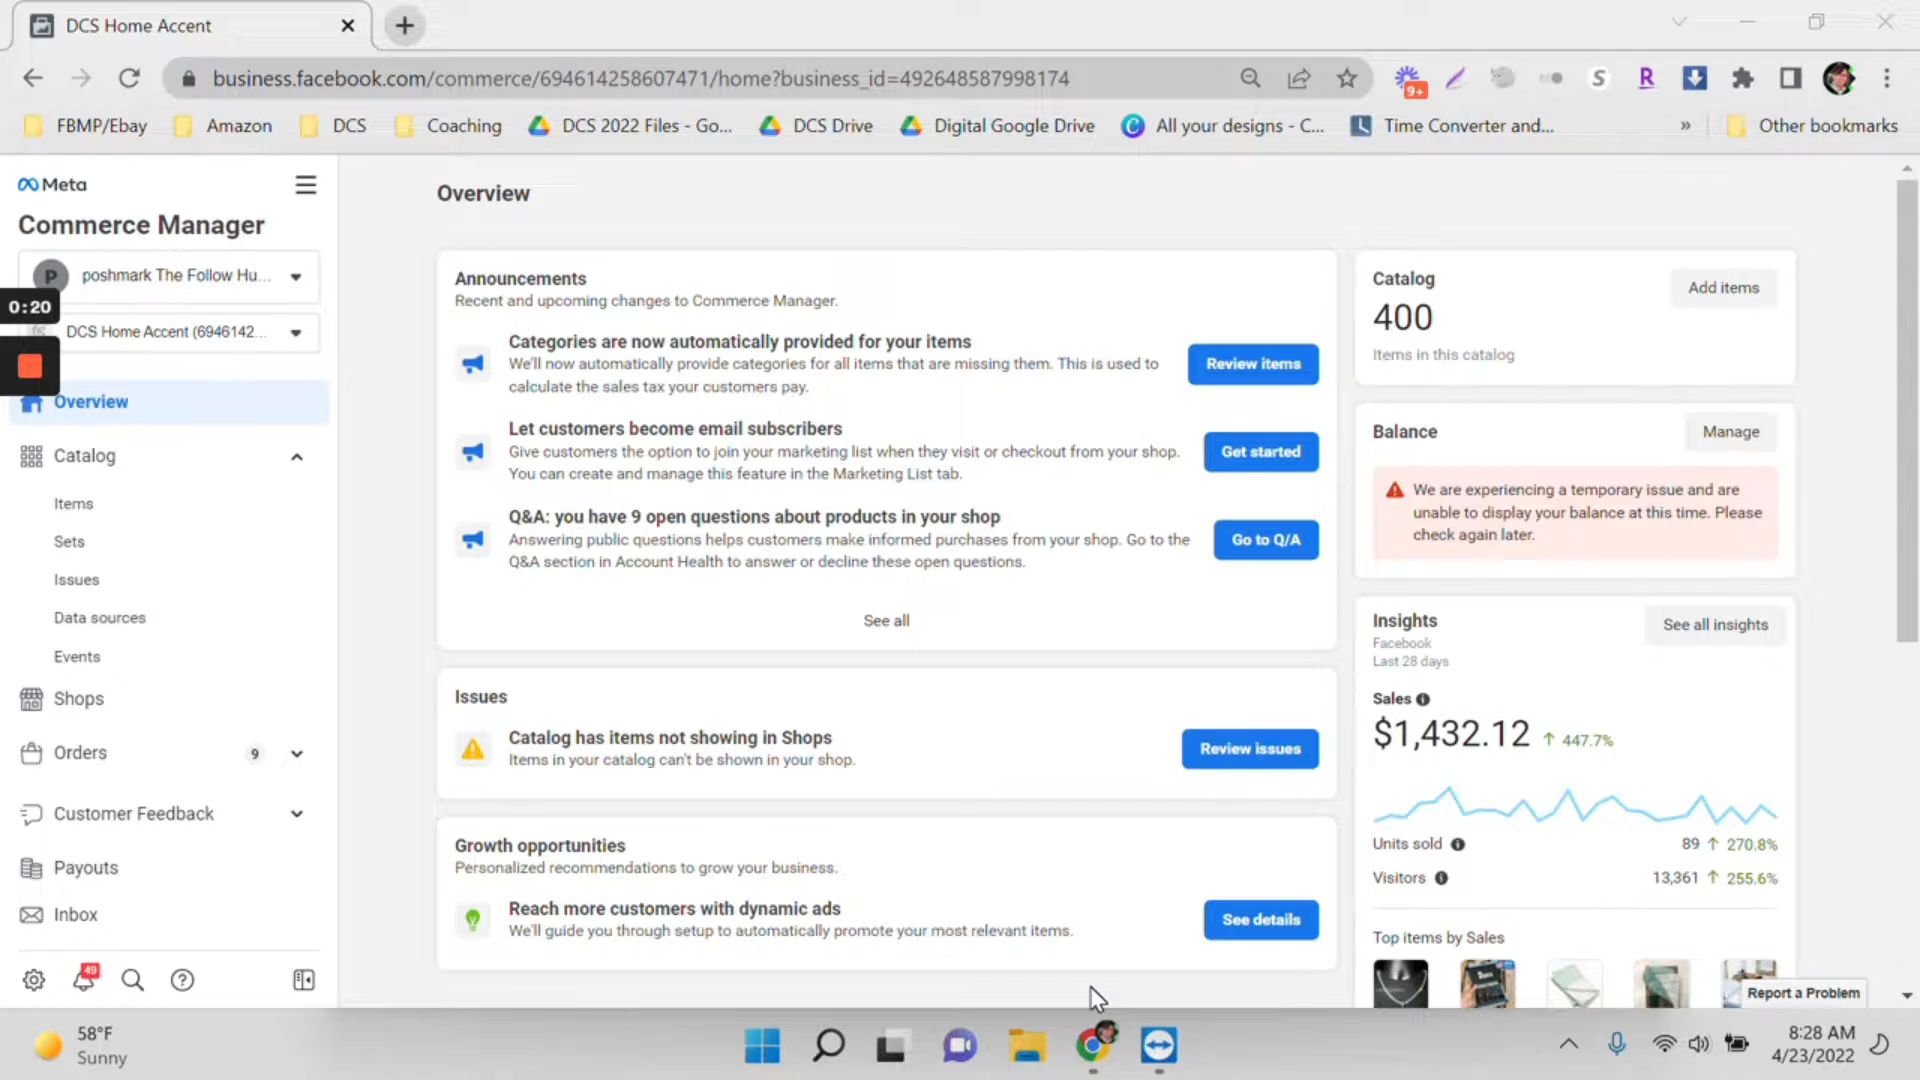 DCS Home Accent
business.facebook.com/commerce/694614258607471/home?business_id=492648587998174
9+
S
R
FBMP/Ebay
Amazon
DCS
Coaching
DCS 2022 Files - Go...
DCS Drive
Digital Google Drive
C
All your designs - C...
Time Converter and...
»
Other bookmarks
Meta
Commerce Manager
P
poshmark The Follow Hu...
0:20
DCS Home Accent (6946142...
Overview
Catalog
Items
Sets
Issues
Data sources
Events
Shops
Orders
9
Customer Feedback
Payouts
Inbox
49
Overview
Announcements
Recent and upcoming changes to Commerce Manager.
Categories are now automatically provided for your items
We'll now automatically provide categories for all items that are missing them. This is used to
calculate the sales tax your customers pay.
Review items
Let customers become email subscribers
Give customers the option to join your marketing list when they visit or checkout from your shop.
You can create and manage this feature in the Marketing List tab.
Get started
Q&A: you have 9 open questions about products in your shop
Answering public questions helps customers make informed purchases from your shop. Go to the
Q&A section in Account Health to answer or decline these open questions.
Go to Q/A
See all
Issues
Catalog has items not showing in Shops
Items in your catalog can't be shown in your shop.
Review issues
Growth opportunities
Personalized recommendations to grow your business.
Reach more customers with dynamic ads
We'll guide you through setup to automatically promote your most relevant items.
See details
Catalog
Add items
400
Items in this catalog
Balance
Manage
We are experiencing a temporary issue and are
unable to display your balance at this time. Please
check again later.
Insights
See all insights
Facebook
Last 28 days
Sales
$1,432.12 ↑ 447.7%
Units sold
89 ↑ 270.8%
Visitors
13,361 ↑ 255.6%
Top items by Sales
Report a Problem
58°F
Sunny
8:28 AM
4/23/2022